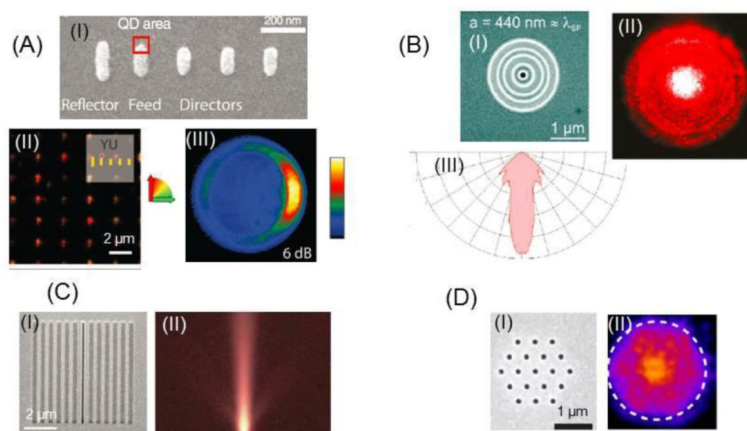 (A)
(I)
QD area
200 nm
Reflector Feed Directors
(II)
YU
2 μm
(III)
6 dB
(B)
a = 440 nm ≈ λSP
(I)
1 μm
(II)
(III)
(C)
(I)
2 μm
(II)
(D)
(I)
1 μm
(II)